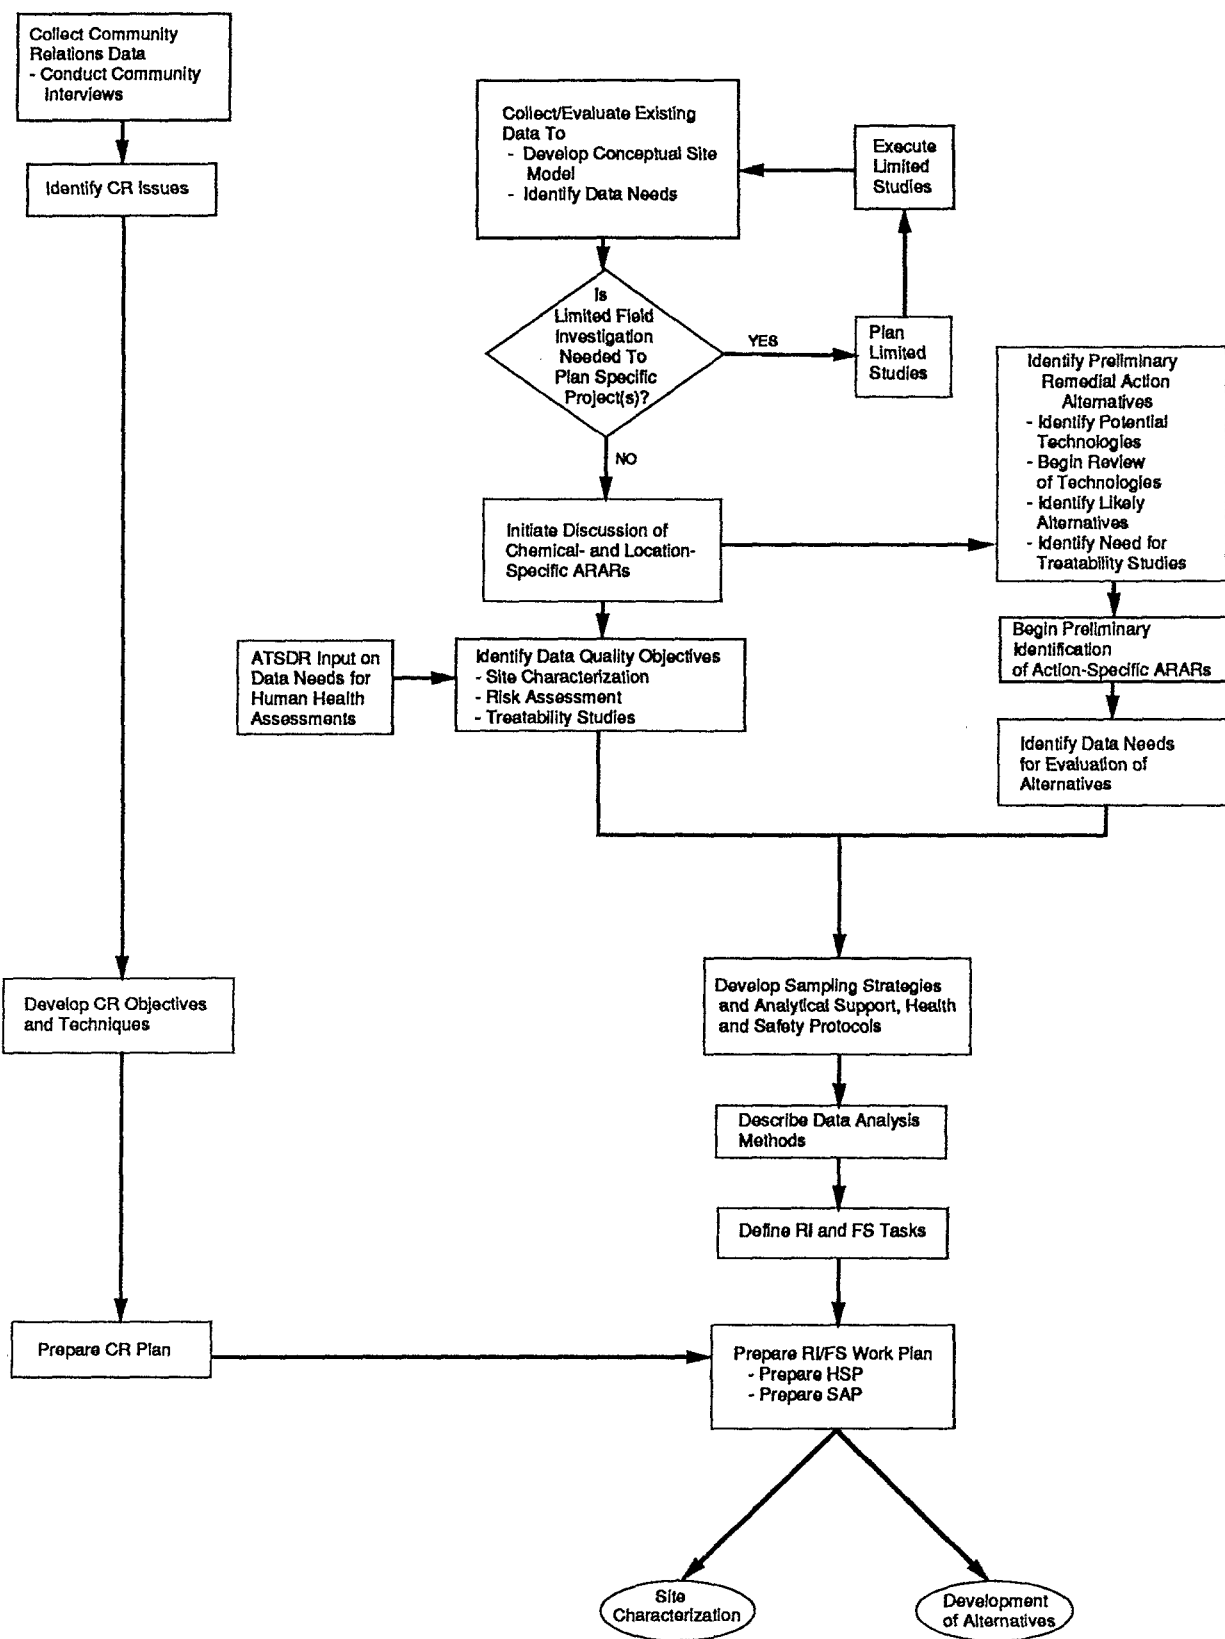 Collect Community
Relations Data
- Conduct Community
Interviews
Identify CR Issues
Collect/Evaluate Existing
Data To
- Develop Conceptual Site
Model
- Identify Data Needs
Execute
Limited
Studies
Is
Limited Field
Investigation
Needed To
Plan Specific
Project(s)?
YES
Plan
Limited
Studies
NO
Identify Preliminary
Remedial Action
Alternatives
- Identify Potential
Technologies
- Begin Review
of Technologies
- Identify Likely
Alternatives
- Identify Need for
Treatability Studies
Initiate Discussion of
Chemical- and Location-
Specific ARARs
Begin Preliminary
Identification
of Action-Specific ARARs
ATSDR Input on
Data Needs for
Human Health
Assessments
Identify Data Quality Objectives
- Site Characterization
- Risk Assessment
- Treatability Studies
Identify Data Needs
for Evaluation of
Alternatives
Develop CR Objectives
and Techniques
Develop Sampling Strategies
and Analytical Support, Health
and Safety Protocols
Describe Data Analysis
Methods
Define RI and FS Tasks
Prepare CR Plan
Prepare RI/FS Work Plan
- Prepare HSP
- Prepare SAP
Site
Characterization
Development
of Alternatives